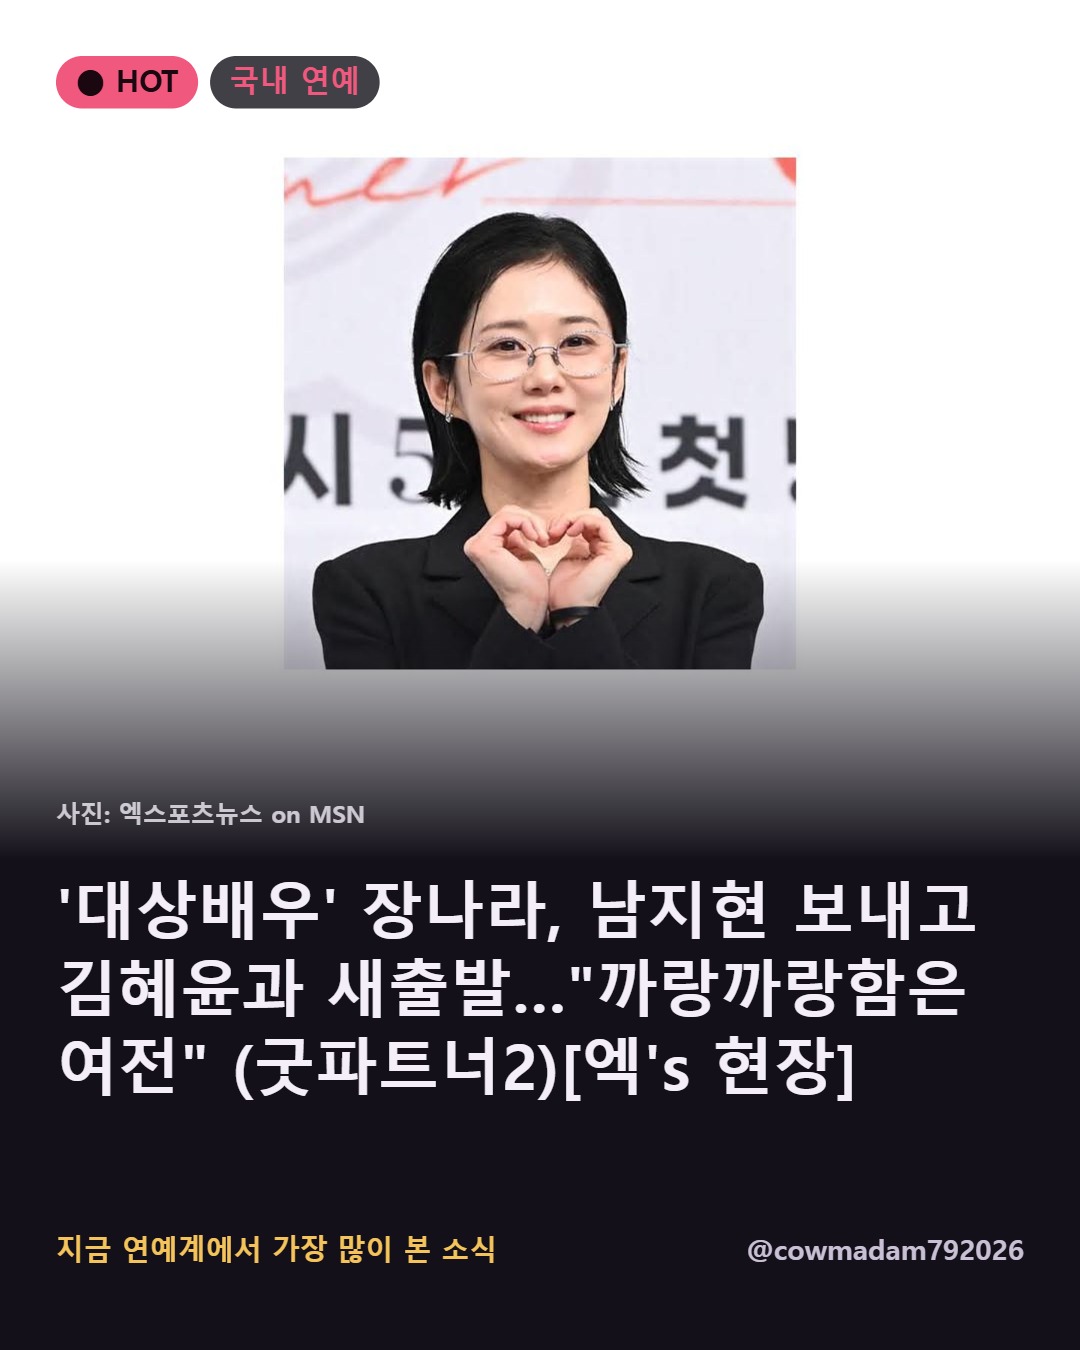 ● HOT 국내 연예
시 5 첫
사진: 엑스포츠뉴스 on MSN
'대상배우' 장나라, 남지현 보내고
김혜윤과 새출발..."까랑까랑함은
여전" (굿파트너2)[엑's 현장]
지금 연예계에서 가장 많이 본 소식 @cowmadam792026